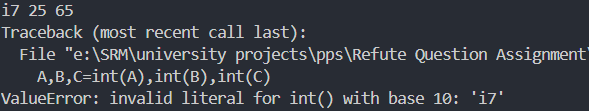 i7 25 65
Traceback (most recent call last):
File "e:\SRM\university projects\pps\Refute Question Assignment\
A,B,C=int(A),int(B),int(C)
ValueError: invalid literal for int() with base 10: 'i7'